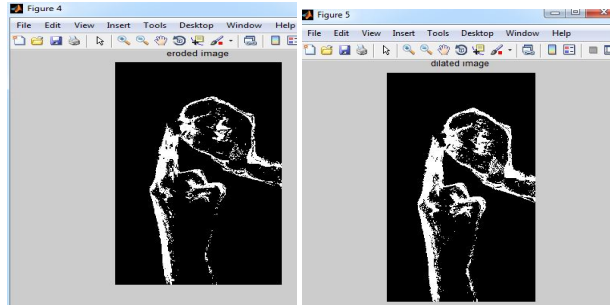 Figure 4
File Edit View Insert Tools Desktop Window Help
eroded image
Figure 5
File Edit View Insert Tools Desktop Window Help
dilated image